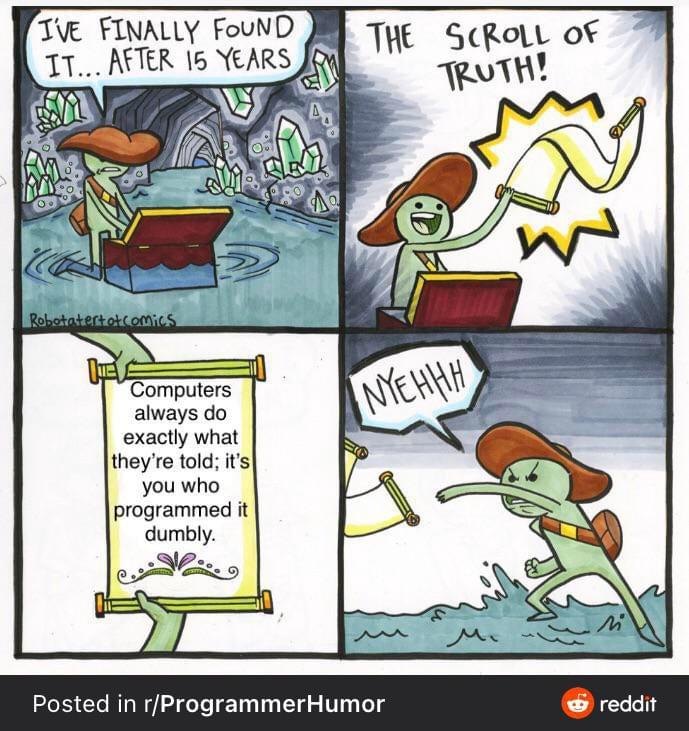 I'VE FINALLY FOUND
IT... AFTER 15 YEARS
THE SCROLL OF
TRUTH!
Robotatertotcomics
Computers
always do
exactly what
they're told; it's
you who
programmed it
dumbly.
NYEHHH
Posted in r/ProgrammerHumor
reddit